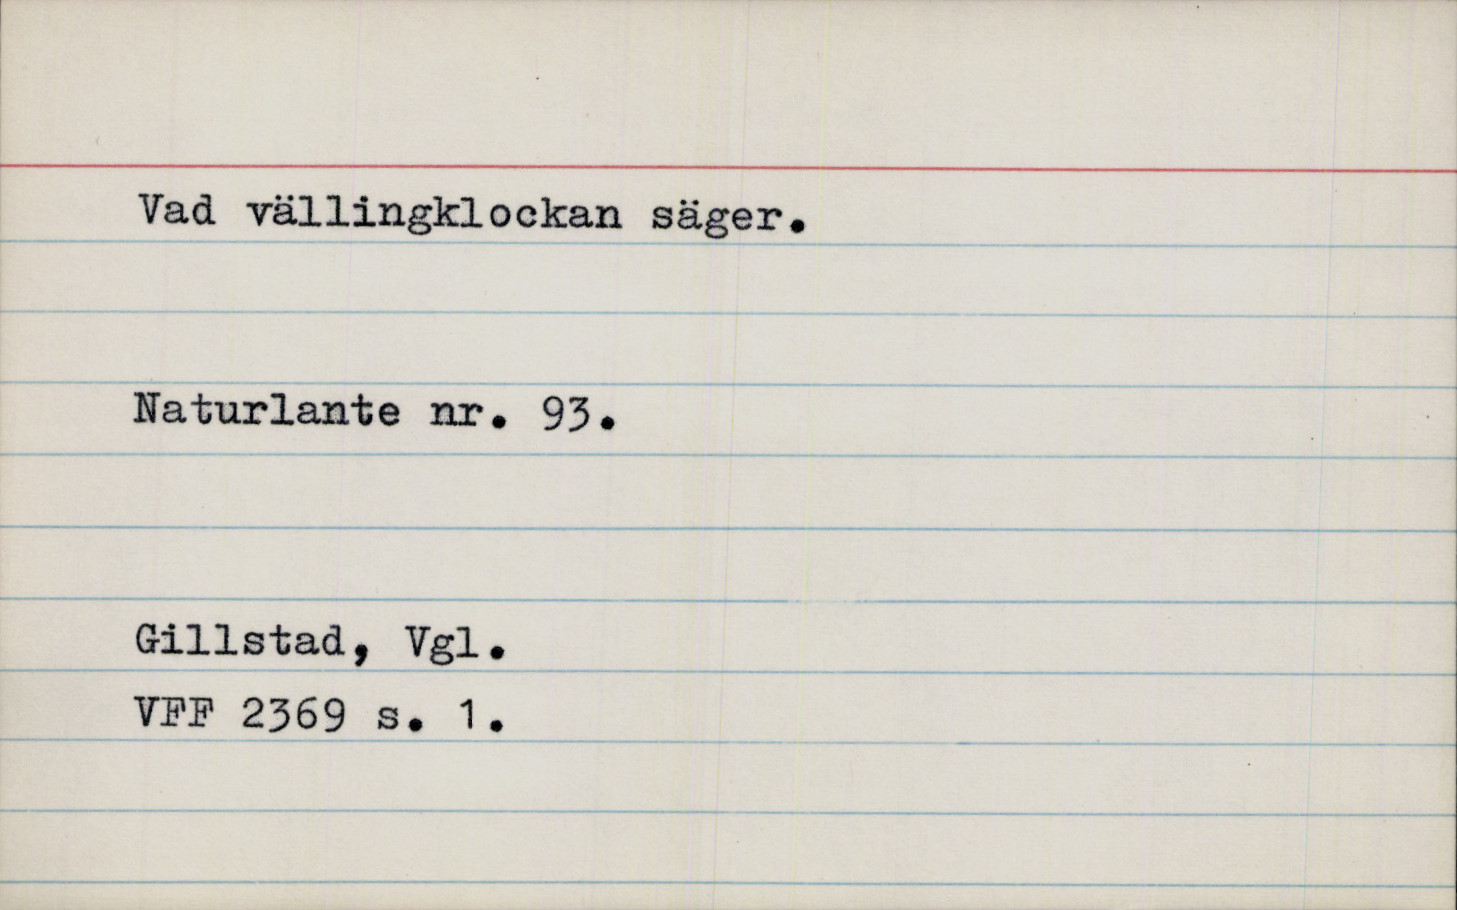 Vad vällingklockan säger.
Naturlante nr. 93.
Gillstad, Vgl.
VFF 2369 s. 1.